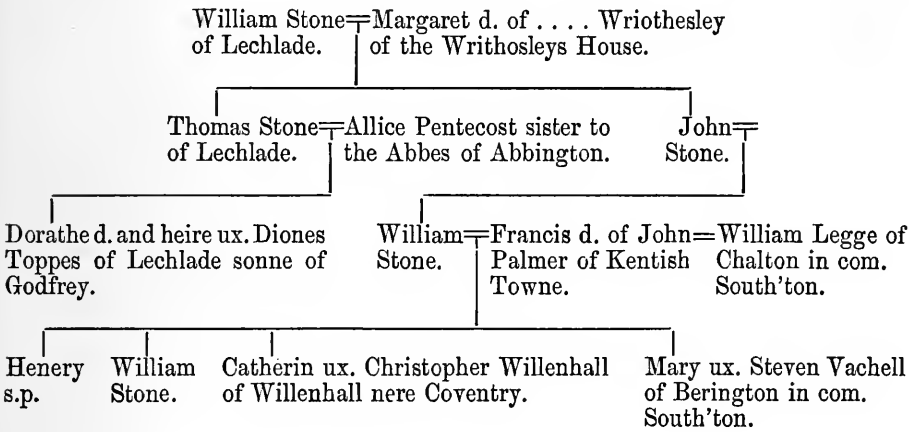 William Stone
of Lechlade.
Margaret d. of . . . . Wriothesley
of the Writhosleys House.
Thomas Stone
of Lechlade.
Allice Pentecost sister to
the Abbes of Abbington.
John
Stone.
Dorathe d. and heire ux. Diones
Toppes of Lechlade sonne of
Godfrey.
William
Stone.
Francis d. of John
Palmer of Kentish
Towne.
William Legge of
Chalton in com.
South'ton.
Henery
s.p.
William
Stone.
Catherin ux. Christopher Willenhall
of Willenhall nere Coventry.
Mary ux. Steven Vachell
of Berington in com.
South'ton.